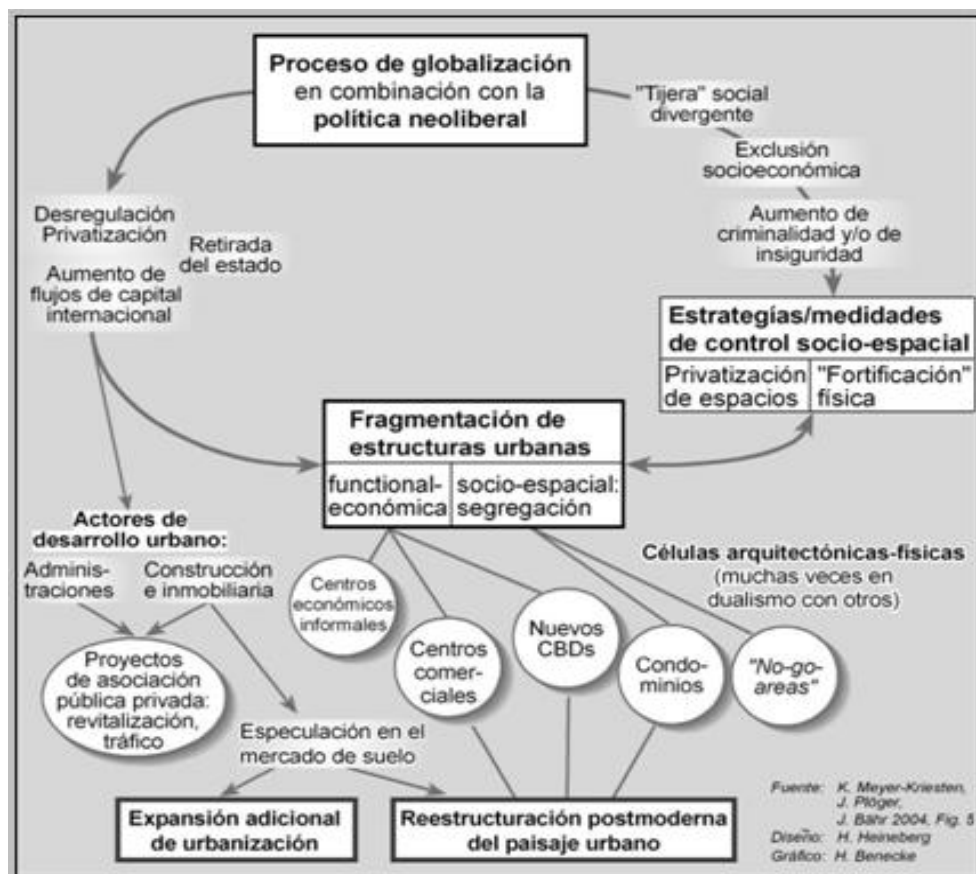 Proceso de globalización
en combinación con la
política neoliberal
"Tijera" social
divergente
Exclusión
socioeconómica
Aumento de
criminalidad y/o de
insiguridad
Desregulación
Privatización
Retirada
del estado
Aumento de
flujos de capital
internacional
Estrategías/medidades
de control socio-espacial
Privatización
de espacios
"Fortificación"
física
Fragmentación de
estructuras urbanas
functional-
económica
socio-espacial:
segregación
Actores de
desarrollo urbano:
Adminis-
traciones
Construcción
e inmobiliaria
Células arquitectónicas-físicas
(muchas veces en
dualismo con otros)
Centros
económicos
informales
Centros
comer-
ciales
Nuevos
CBDs
Condo-
minios
"No-go-
areas"
Proyectos
de asociación
pública privada:
revitalización,
tráfico
Especulación en el
mercado de suelo
Expansión adicional
de urbanización
Reestructuración postmoderna
del paisaje urbano
Fuente: K. Meyer-Kriesten,
J. Plöger,
J. Bähr 2004, Fig. 5
Diseño: H. Heineberg
Gráfico: H. Benecke